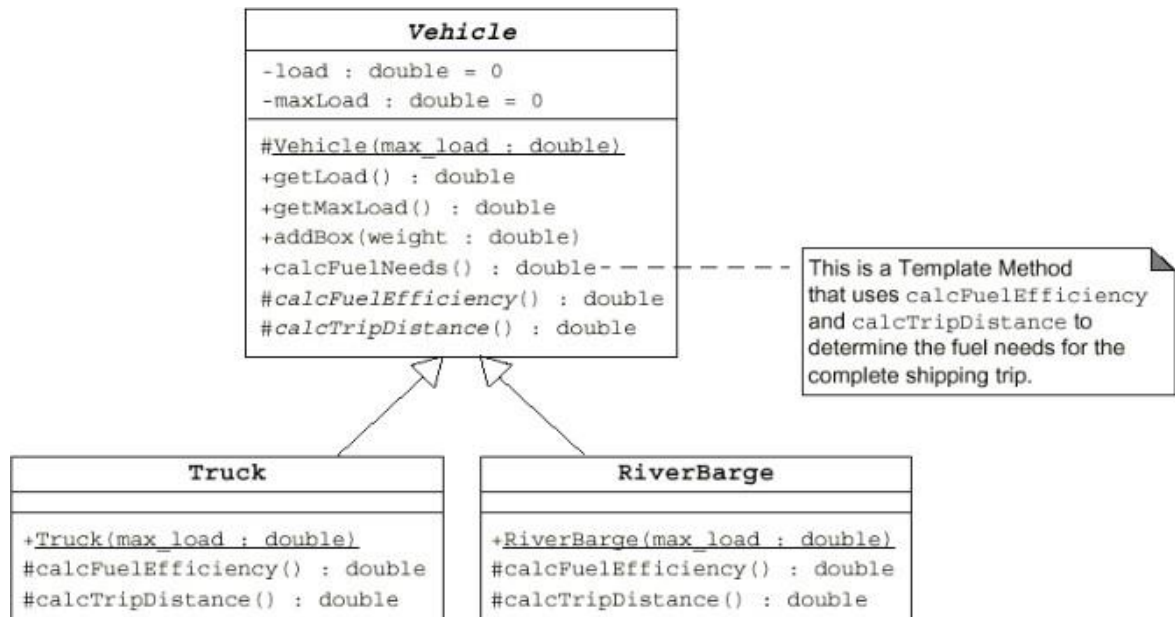 Vehicle
-load : double = 0
-maxLoad : double = 0
#Vehicle(max_load : double)
+getLoad() : double
+getMaxLoad() : double
+addBox(weight : double)
+calcFuelNeeds() : double
#calcFuelEfficiency() : double
#calcTripDistance() : double
This is a Template Method
that uses calcFuelEfficiency
and calcTripDistance to
determine the fuel needs for the
complete shipping trip.
Truck
+Truck(max_load : double)
#calcFuelEfficiency() : double
#calcTripDistance() : double
RiverBarge
+RiverBarge(max_load : double)
#calcFuelEfficiency() : double
#calcTripDistance() : double